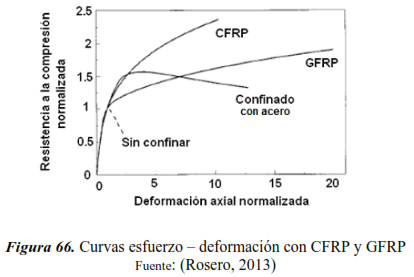 Resistencia a la compresión
normalizada
2.5
2
1.5
1
0.5
0
CFRP
GFRP
Confinado
con acero
Sin confinar
0
5
10
15
20
Deformación axial normalizada
Figura 66. Curvas esfuerzo – deformación con CFRP y GFRP
Fuente: (Rosero, 2013)